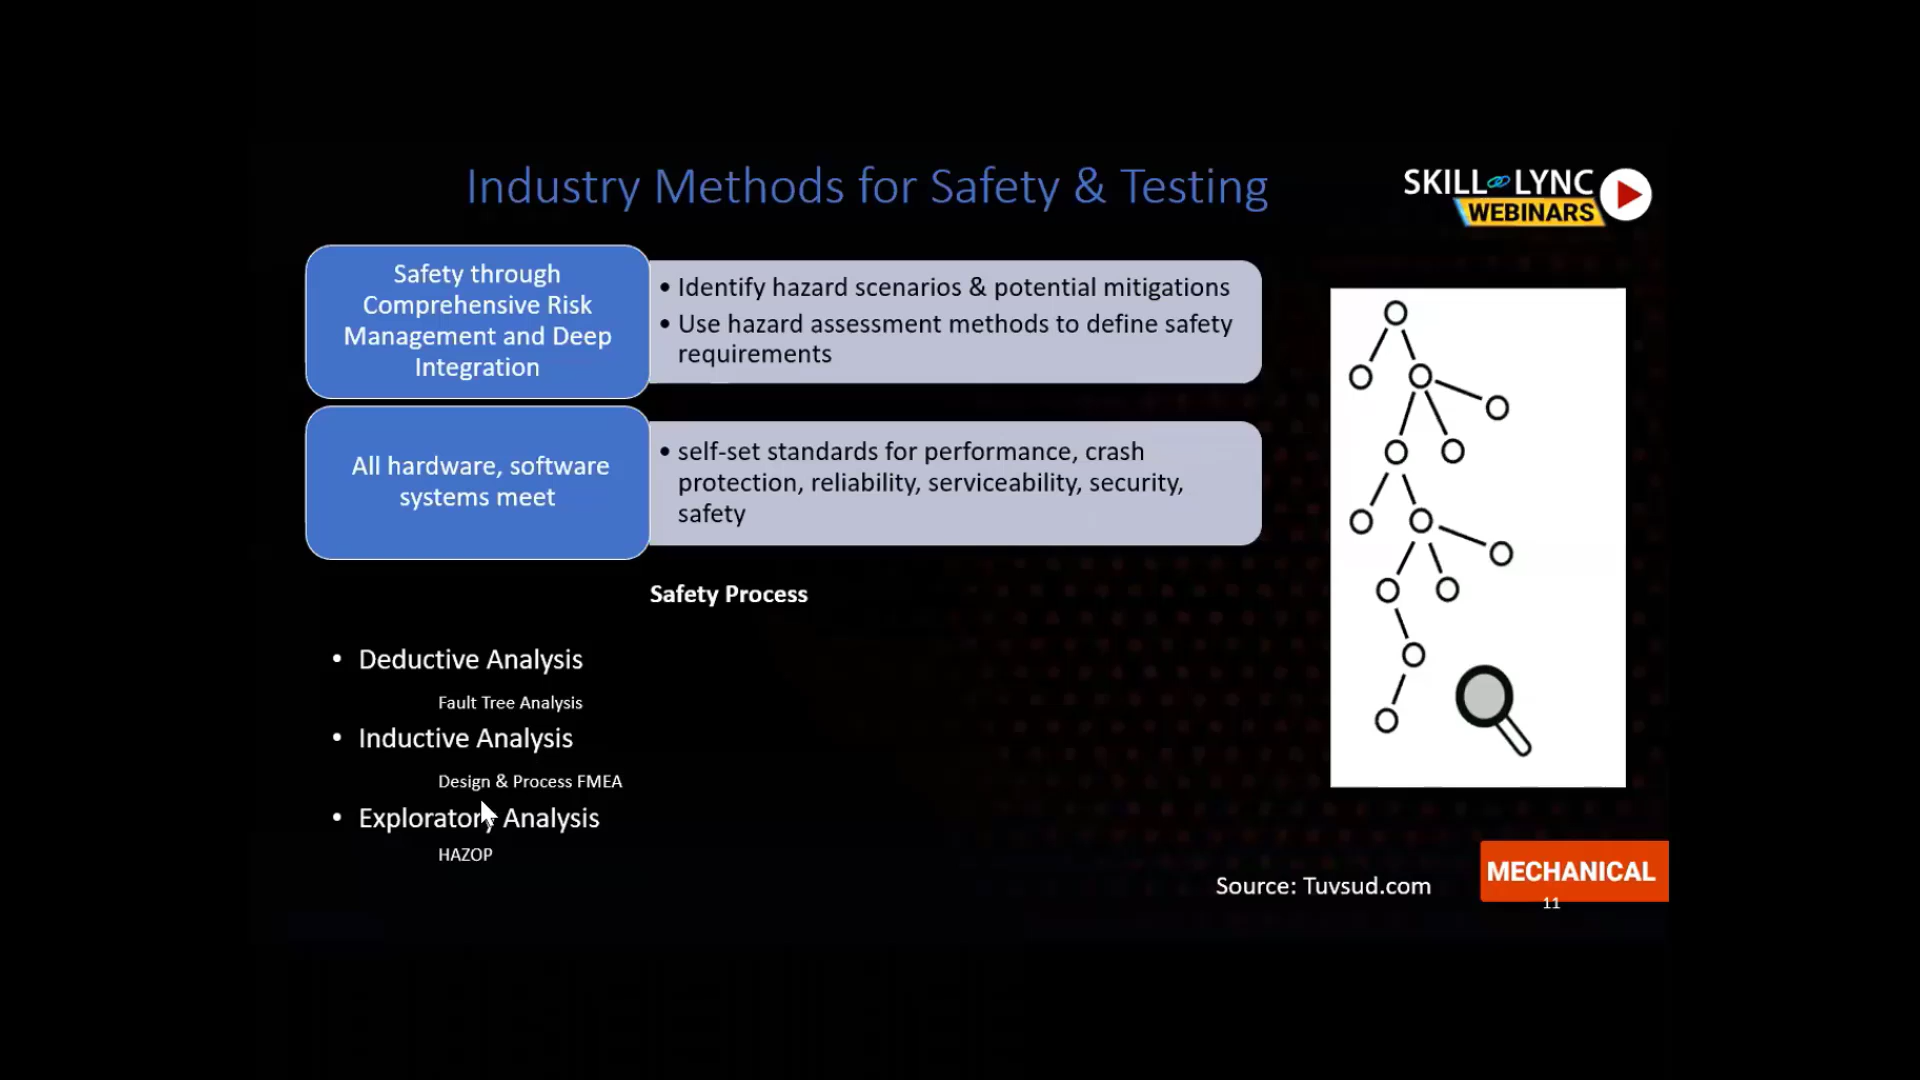 Industry Methods for Safety & Testing
SKILL LYNC
WEBINARS
Safety through
Comprehensive Risk
Management and Deep
Integration
• Identify hazard scenarios & potential mitigations
• Use hazard assessment methods to define safety
requirements
All hardware, software
systems meet
• self-set standards for performance, crash
protection, reliability, serviceability, security,
safety
Safety Process
• Deductive Analysis
Fault Tree Analysis
• Inductive Analysis
Design & Process FMEA
• Exploratory Analysis
HAZOP
Source: Tuvsud.com
MECHANICAL
11